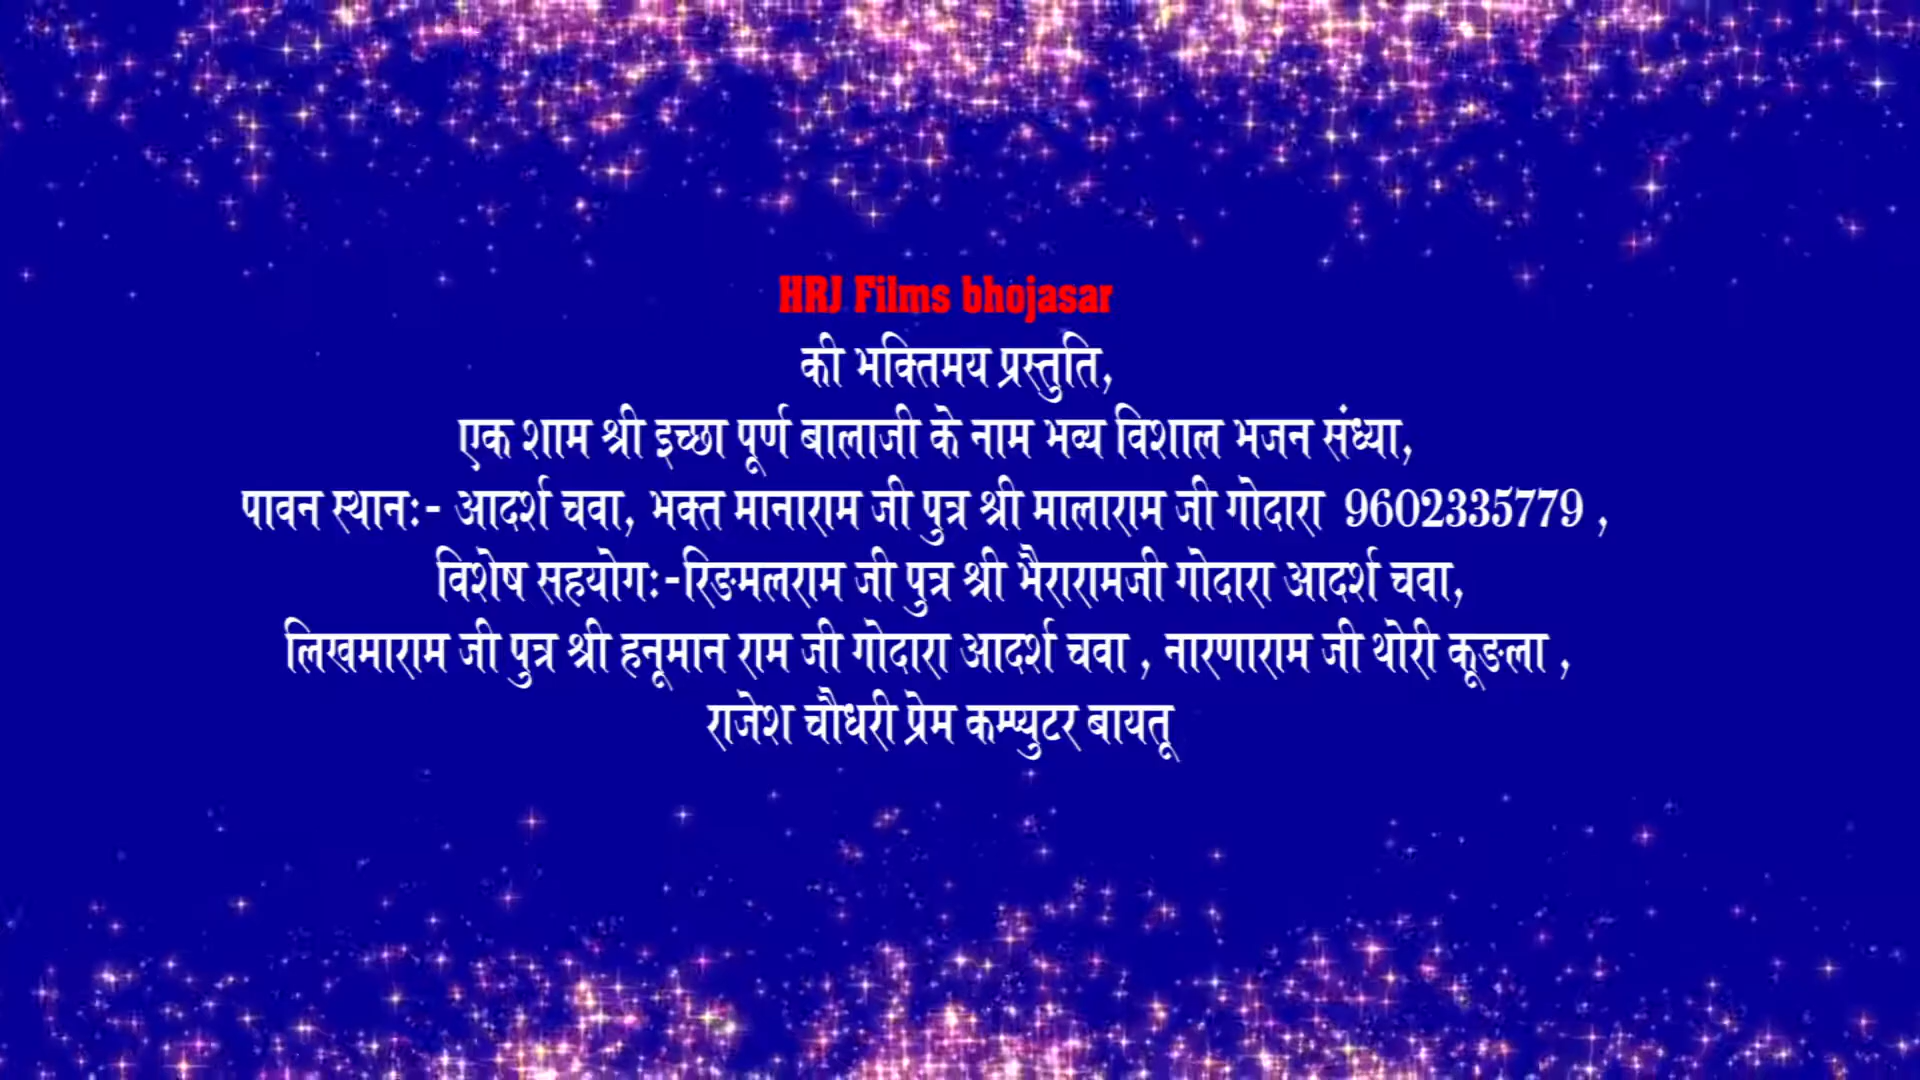 HRJ Films bhojasar
की भक्तिमय प्रस्तुति,
एक शाम श्री इच्छा पूर्ण बालाजी के नाम भव्य विशाल भजन संध्या,
पावन स्थानः- आदर्श चवा, भक्त मानाराम जी पुत्र श्री मालाराम जी गोदारा 9602335779 ,
विशेष सहयोगः-रिङमलराम जी पुत्र श्री भैरारामजी गोदारा आदर्श चवा,
लिखमाराम जी पुत्र श्री हनूमान राम जी गोदारा आदर्श चवा , नारणाराम जी थोरी कूङला ,
राजेश चौधरी प्रेम कम्प्युटर बायतू